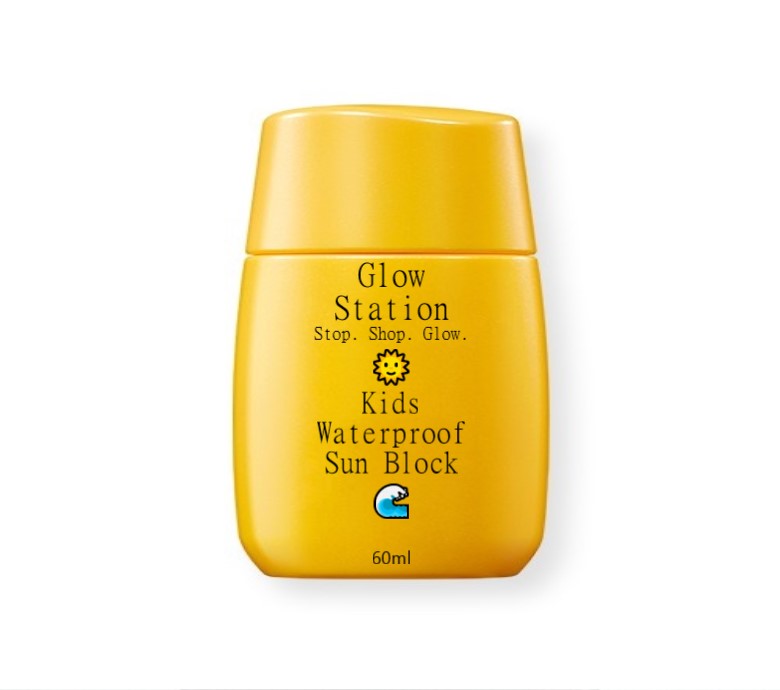 Glow
Station
Stop. Shop. Glow.
Kids
Waterproof
Sun Block
60ml